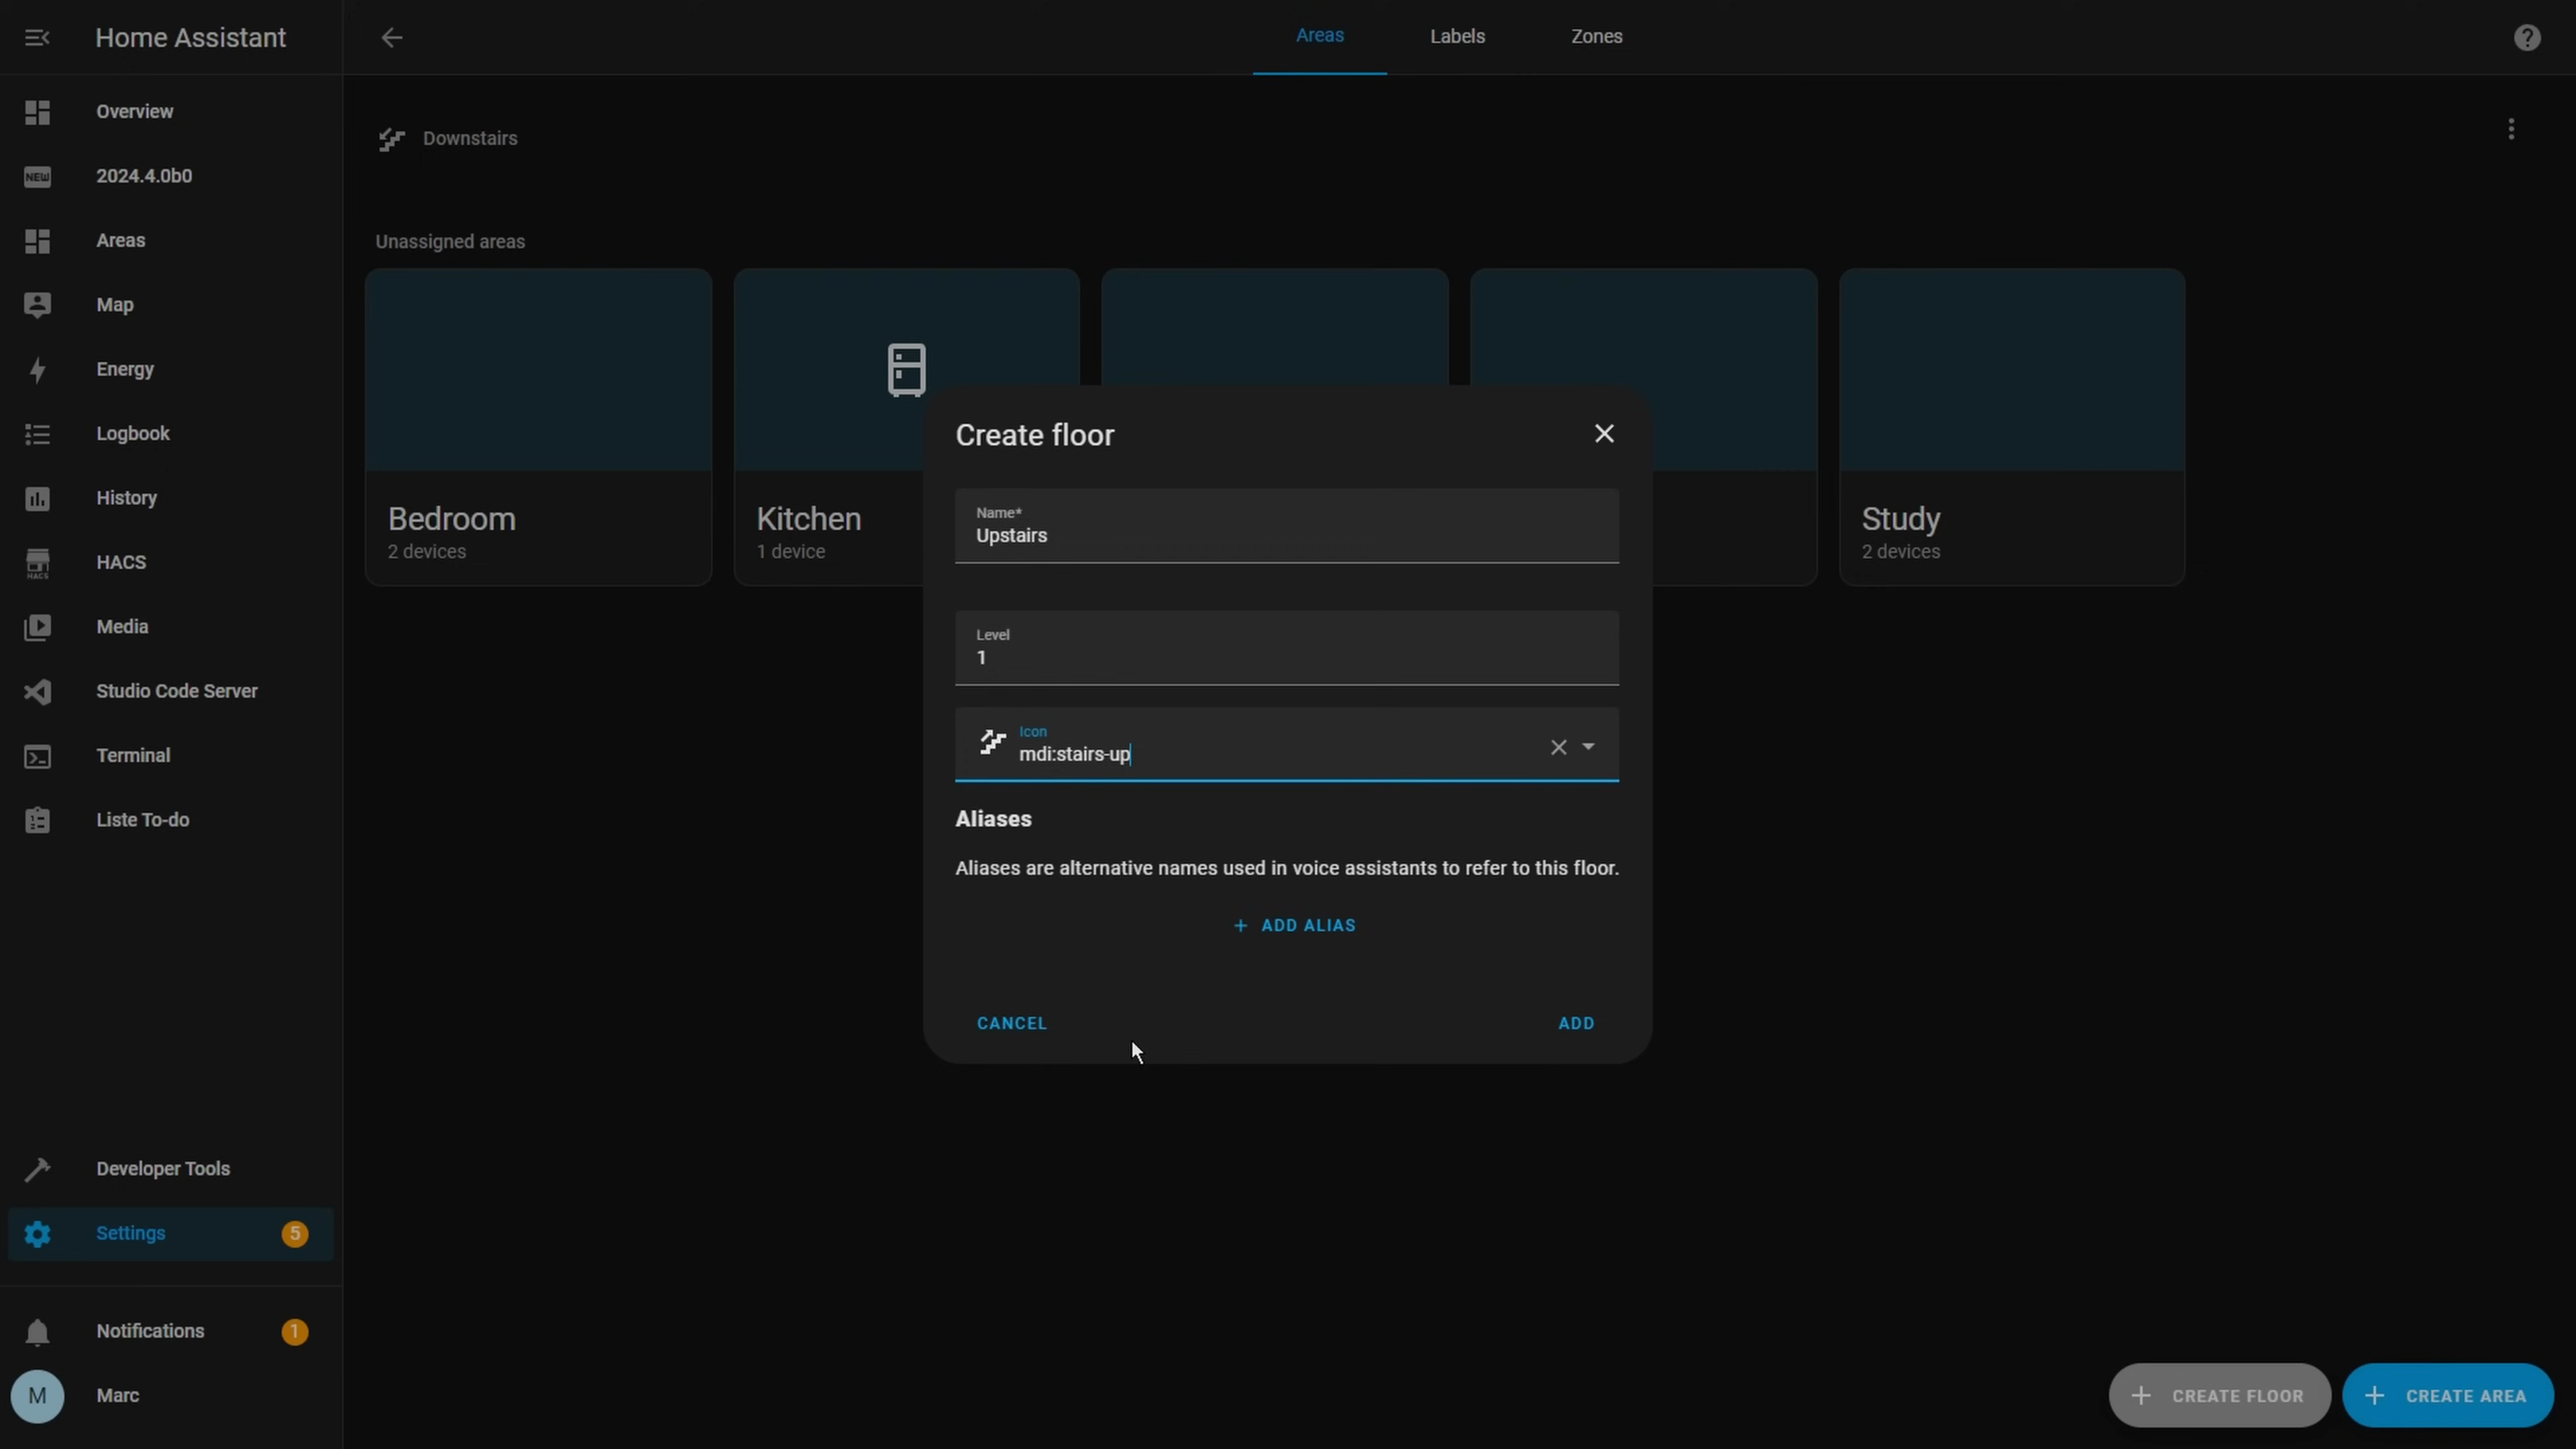 Home Assistant
Areas
Labels
Zones
Overview
NEW
2024.4.0b0
Areas
Map
Energy
Logbook
History
HACS
HACS
Media
Studio Code Server
Terminal
Liste To-do
Developer Tools
Settings
5
Notifications
1
M
Marc
Downstairs
Unassigned areas
Bedroom
2 devices
Kitchen
1 device
Study
2 devices
Create floor
Name*
Upstairs
Level
1
Icon
mdi:stairs-up
Aliases
Aliases are alternative names used in voice assistants to refer to this floor.
+ ADD ALIAS
CANCEL
ADD
+ CREATE FLOOR
+ CREATE AREA